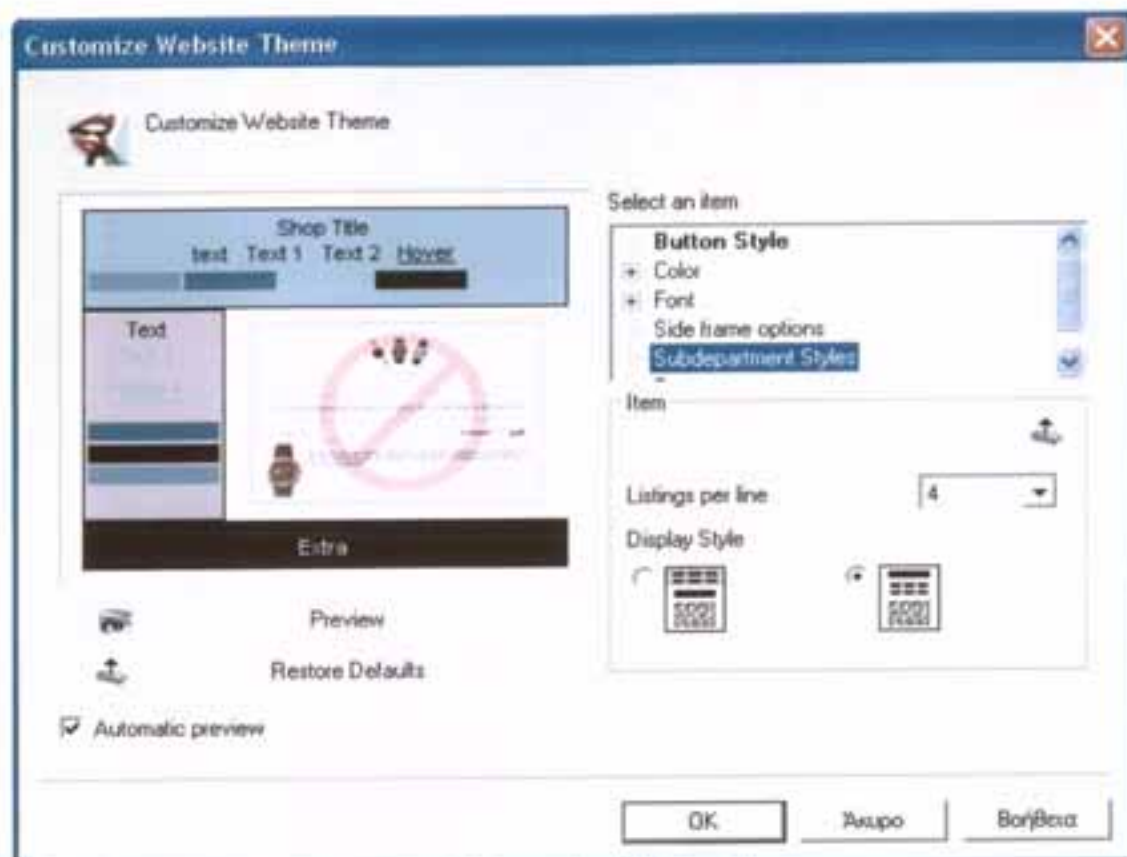 Customize Website Theme
Customize Website Theme
Shop Title
text Text 1 Text 2 Hover
Text
Extra
Preview
Restore Defaults
Automatic preview
Select an item
Button Style
Color
Font
Side frame options
Subdepartment Styles
Item
Listings per line 4
Display Style
OK Άκυρο Βοήθεια